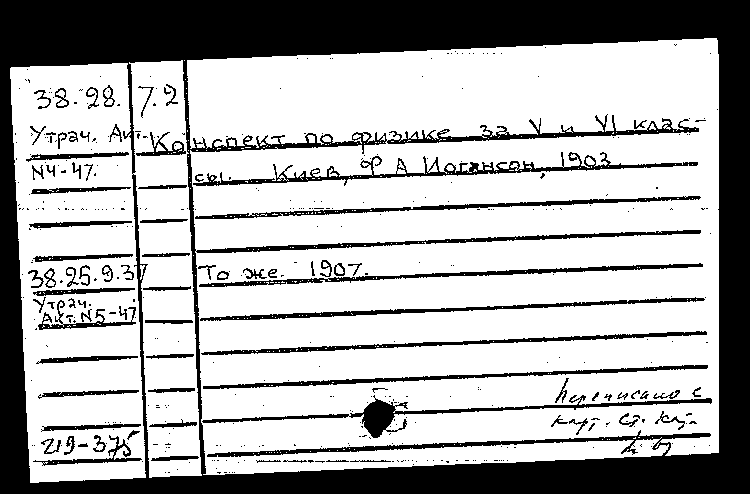 38.28. 7.2
Утрач. Акт. Конспект по физике за V и VI клас-
N4-47. сы. Киев, Ф А Иогансон, 1903.
38.25.9.37 То же. 1907.
Утрач.
Акт. N5-47
Переписано с
карт. ст. кат.
219-375